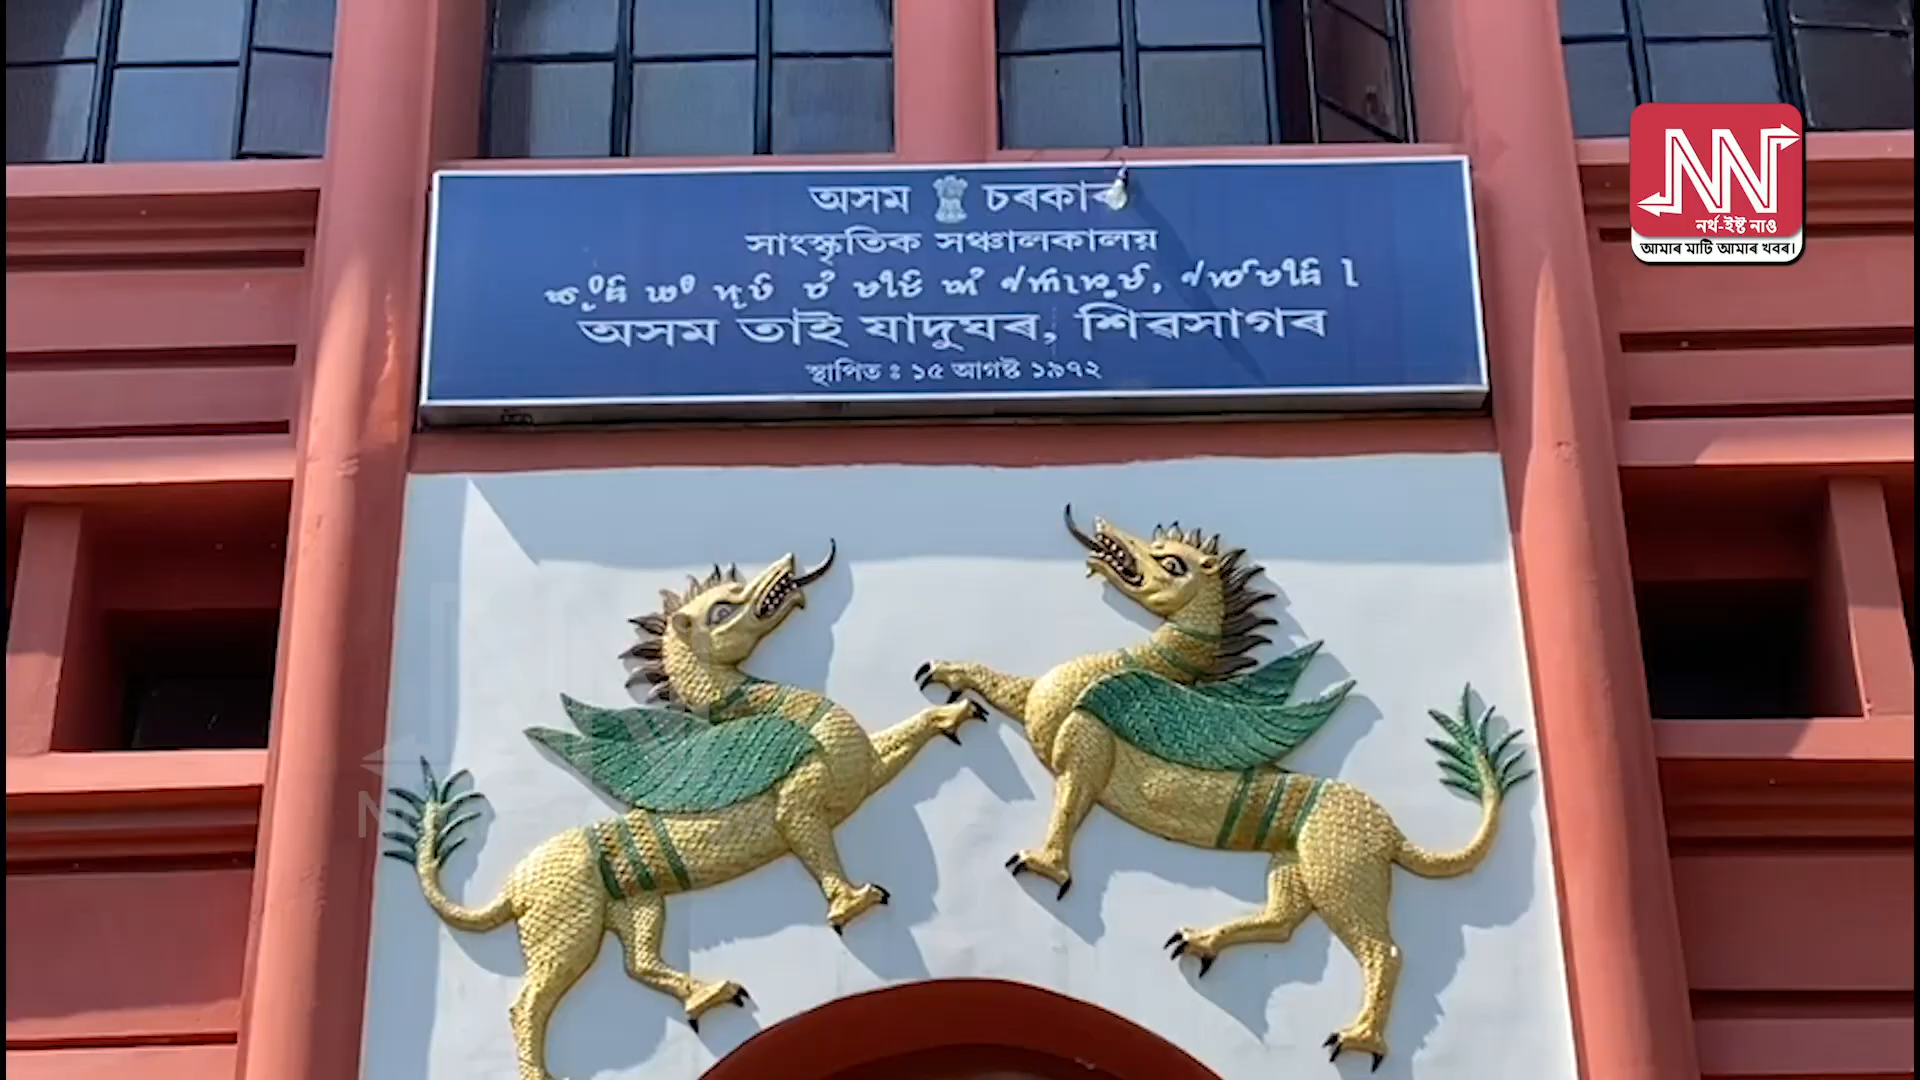 অসম চৰকাৰ
সাংস্কৃতিক সঞ্চালকালয়
অসম তাই যাদুঘৰ, শিৱসাগৰ
স্থাপিত ঃ ১৫ আগষ্ট ১৯৭২
নৰ্থ-ইষ্ট নাও
আমাৰ মাটি আমাৰ খবৰ।